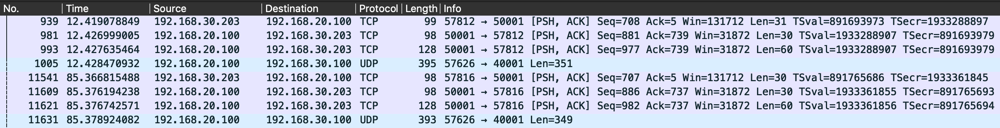 No. Time Source Destination Protocol Length Info
939 12.419078849 192.168.30.203 192.168.20.100 TCP 99 57812 → 50001 [PSH, ACK] Seq=708 Ack=5 Win=131712 Len=31 TSval=891693973 TSecr=1933288897
981 12.426999005 192.168.20.100 192.168.30.203 TCP 98 50001 → 57812 [PSH, ACK] Seq=881 Ack=739 Win=31872 Len=30 TSval=1933288907 TSecr=891693979
993 12.427635464 192.168.20.100 192.168.30.203 TCP 128 50001 → 57812 [PSH, ACK] Seq=977 Ack=739 Win=31872 Len=60 TSval=1933288907 TSecr=891693979
1005 12.428470932 192.168.20.100 192.168.30.100 UDP 395 57626 → 40001 Len=351
11541 85.366815488 192.168.30.203 192.168.20.100 TCP 98 57816 → 50001 [PSH, ACK] Seq=707 Ack=5 Win=131712 Len=30 TSval=891765686 TSecr=1933361845
11609 85.376194238 192.168.20.100 192.168.30.203 TCP 98 50001 → 57816 [PSH, ACK] Seq=886 Ack=737 Win=31872 Len=30 TSval=1933361855 TSecr=891765693
11621 85.376742571 192.168.20.100 192.168.30.203 TCP 128 50001 → 57816 [PSH, ACK] Seq=982 Ack=737 Win=31872 Len=60 TSval=1933361856 TSecr=891765694
11631 85.378924082 192.168.20.100 192.168.30.100 UDP 393 57626 → 40001 Len=349